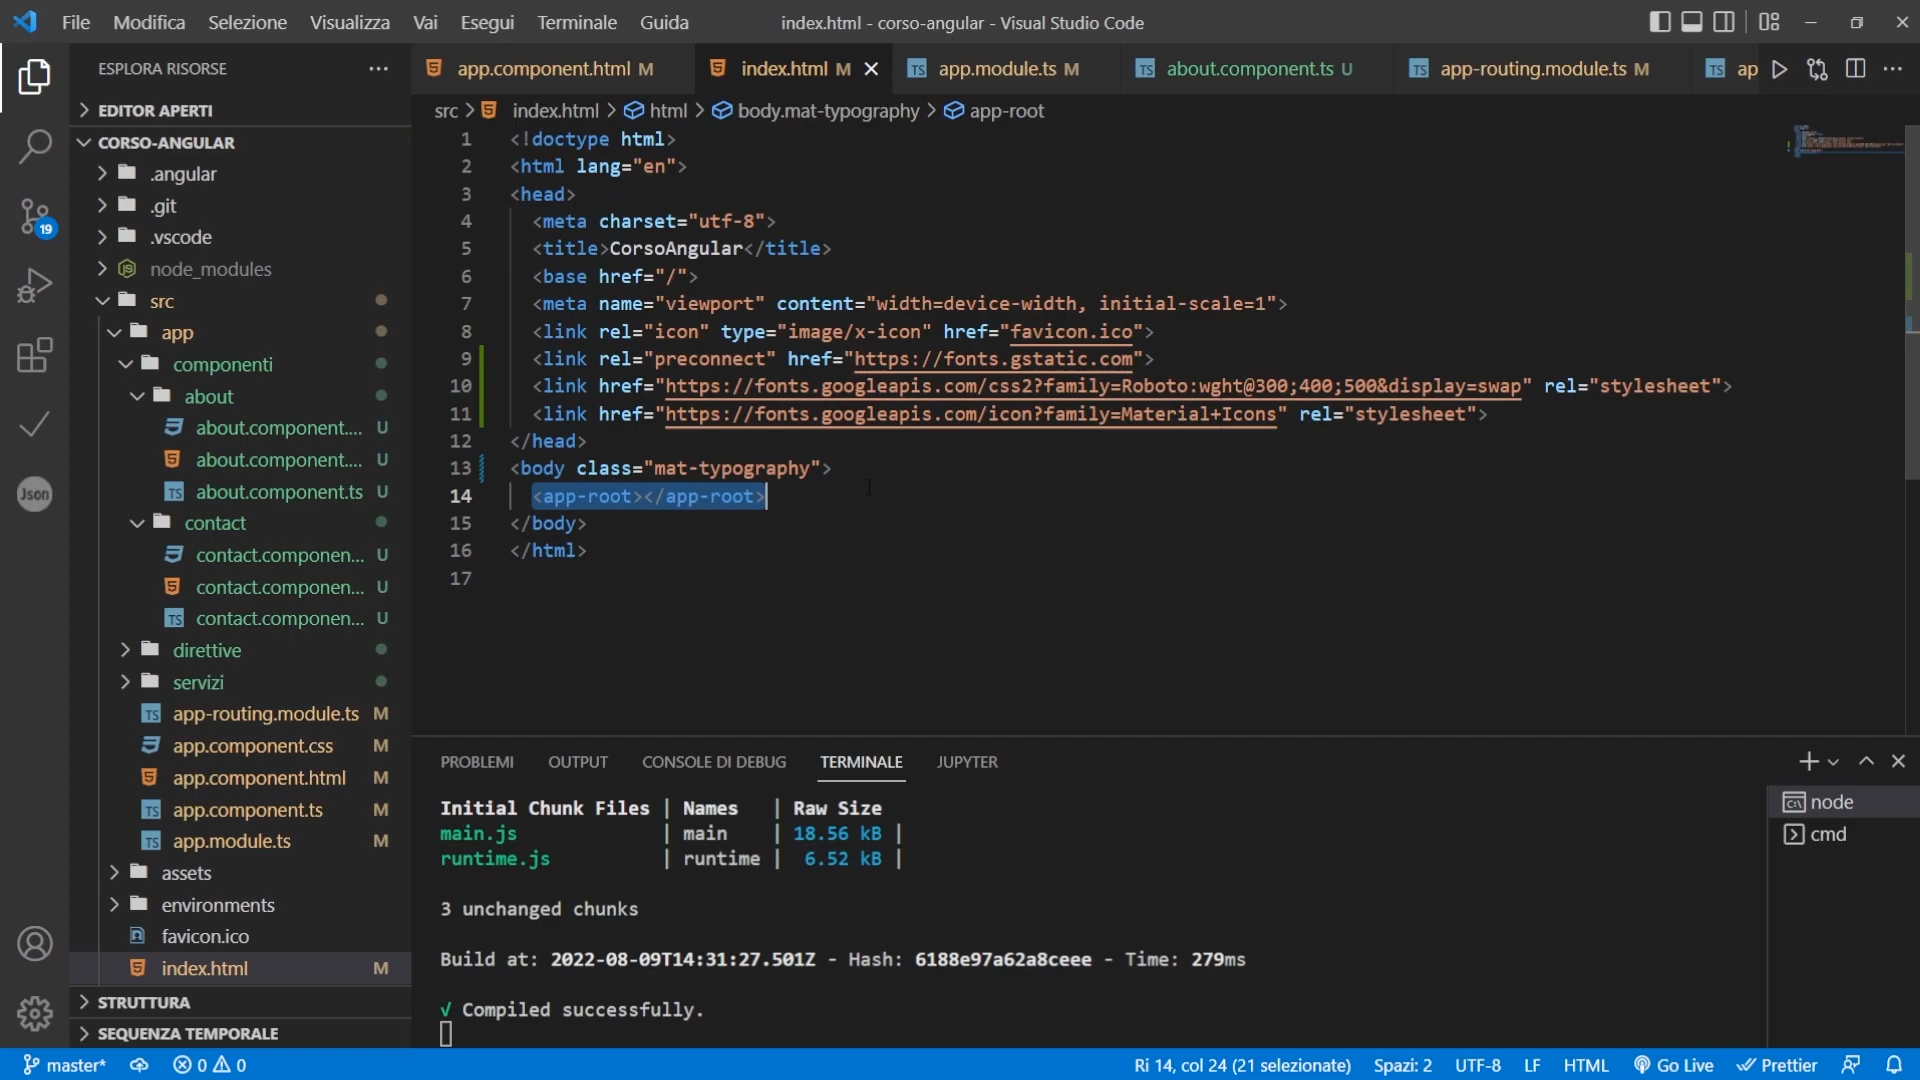 File Modifica Selezione Visualizza Vai Esegui Terminale Guida
index.html - corso-angular - Visual Studio Code
ESPLORA RISORSE
EDITOR APERTI
CORSO-ANGULAR
.angular
.git
.vscode
node_modules
src
app
componenti
about
about.component.... U
about.component.... U
about.component.ts U
contact
contact.componen... U
contact.componen... U
contact.componen... U
direttive
servizi
app-routing.module.ts M
app.component.css M
app.component.html M
app.component.ts M
app.module.ts M
assets
environments
favicon.ico
index.html M
STRUTTURA
SEQUENZA TEMPORALE
19
Json
app.component.html M index.html M app.module.ts M about.component.ts U app-routing.module.ts M ap
src > index.html > html > body.mat-typography > app-root
1 <!doctype html>
2 <html lang="en">
3 <head>
4 <meta charset="utf-8">
5 <title>CorsoAngular</title>
6 <base href="/">
7 <meta name="viewport" content="width=device-width, initial-scale=1">
8 <link rel="icon" type="image/x-icon" href="favicon.ico">
9 <link rel="preconnect" href="https://fonts.gstatic.com">
10 <link href="https://fonts.googleapis.com/css2?family=Roboto:wght@300;400;500&display=swap" rel="stylesheet">
11 <link href="https://fonts.googleapis.com/icon?family=Material+Icons" rel="stylesheet">
12 </head>
13 <body class="mat-typography">
14 <app-root></app-root>
15 </body>
16 </html>
17
PROBLEMI OUTPUT CONSOLE DI DEBUG TERMINALE JUPYTER
Initial Chunk Files | Names | Raw Size
main.js | main | 18.56 kB |
runtime.js | runtime | 6.52 kB |
3 unchanged chunks
Build at: 2022-08-09T14:31:27.501Z - Hash: 6188e97a62a8ceee - Time: 279ms
√ Compiled successfully.
node
cmd
master* 0 0 Ri 14, col 24 (21 selezionate) Spazi: 2 UTF-8 LF HTML Go Live Prettier